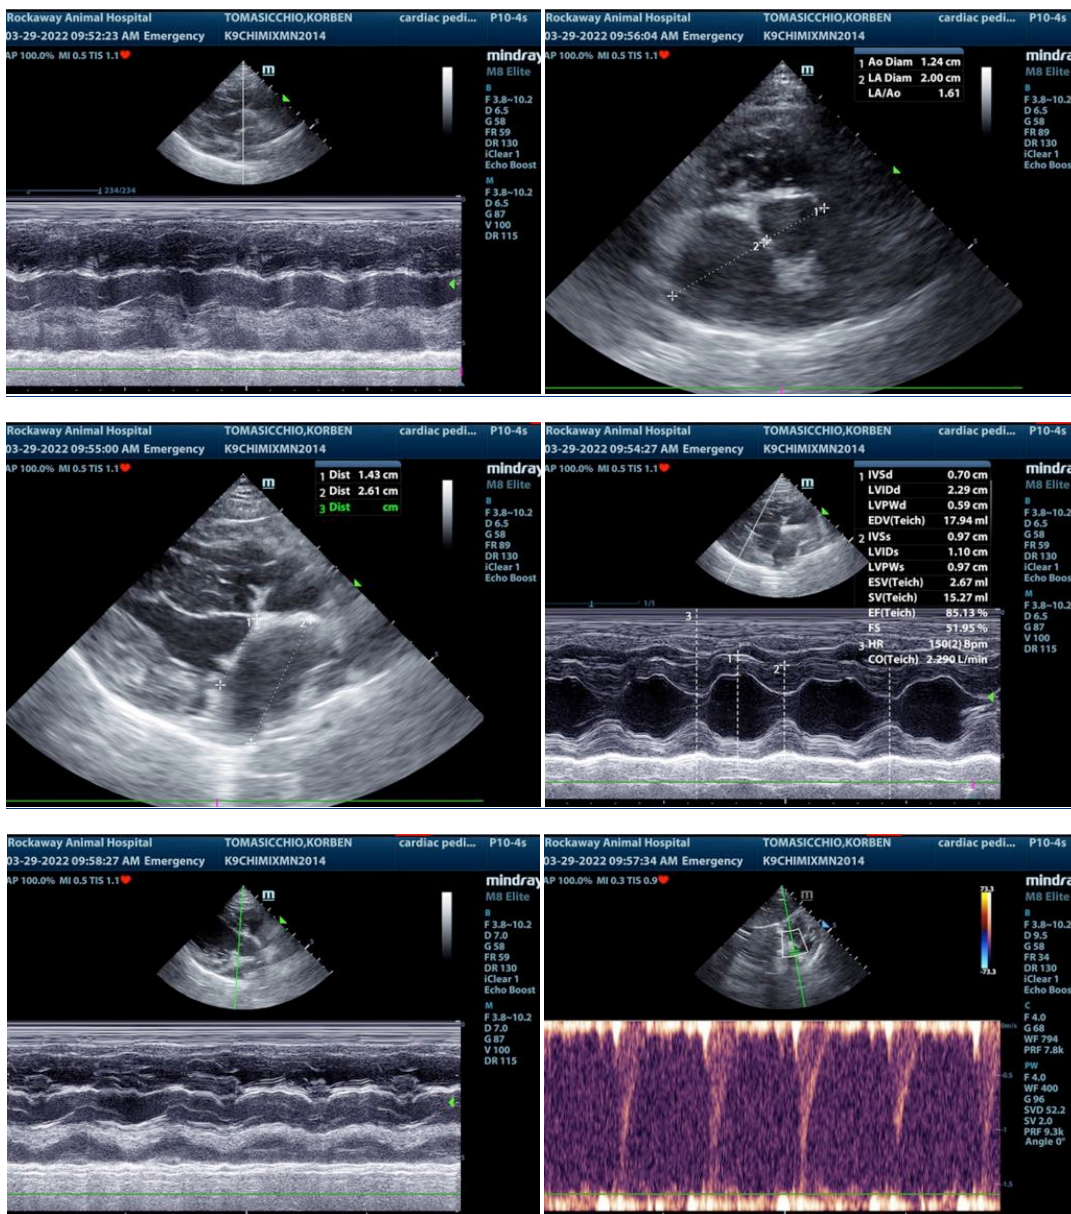 Rockaway Animal Hospital TOMASICCHIO,KORBEN cardiac pedi... P10-4s
03-29-2022 09:52:23 AM Emergency K9CHIMIXMN2014
AP 100.0% MI 0.5 TIS 1.1
mindray
M8 Elite
m
B
F 3.8~10.2
D 6.5
G 58
FR 59
DR 130
iClear 1
Echo Boost
M
F 3.8~10.2
D 6.5
G 87
V 100
DR 115
5
234/234
0
5
Rockaway Animal Hospital TOMASICCHIO,KORBEN cardiac pedi... P10-4s
03-29-2022 09:56:04 AM Emergency K9CHIMIXMN2014
AP 100.0% MI 0.5 TIS 1.1
1 Ao Diam 1.24 cm
2 LA Diam 2.00 cm
LA/Ao 1.61
mindray
M8 Elite
m
B
F 3.8~10.2
D 6.5
G 58
FR 89
DR 130
iClear 1
Echo Boost
1
2
5
Rockaway Animal Hospital TOMASICCHIO,KORBEN cardiac pedi... P10-4s
03-29-2022 09:55:00 AM Emergency K9CHIMIXMN2014
AP 100.0% MI 0.5 TIS 1.1
1 Dist 1.43 cm
2 Dist 2.61 cm
3 Dist cm
mindray
M8 Elite
m
B
F 3.8~10.2
D 6.5
G 58
FR 89
DR 130
iClear 1
Echo Boost
1
2
5
Rockaway Animal Hospital TOMASICCHIO,KORBEN cardiac pedi... P10-4s
03-29-2022 09:54:27 AM Emergency K9CHIMIXMN2014
AP 100.0% MI 0.5 TIS 1.1
1 IVSd 0.70 cm
LVIDd 2.29 cm
LVPWd 0.59 cm
EDV(Teich) 17.94 ml
2 IVSs 0.97 cm
LVIDs 1.10 cm
LVPWs 0.97 cm
ESV(Teich) 2.67 ml
SV(Teich) 15.27 ml
EF(Teich) 85.13 %
FS 51.95 %
3 HR 150(2) Bpm
CO(Teich) 2.290 L/min
mindray
M8 Elite
m
B
F 3.8~10.2
D 6.5
G 58
FR 59
DR 130
iClear 1
Echo Boost
M
F 3.8~10.2
D 6.5
G 87
V 100
DR 115
1/1
3
1
2
Rockaway Animal Hospital TOMASICCHIO,KORBEN cardiac pedi... P10-4s
03-29-2022 09:58:27 AM Emergency K9CHIMIXMN2014
AP 100.0% MI 0.5 TIS 1.1
mindray
M8 Elite
m
B
F 3.8~10.2
D 7.0
G 58
FR 59
DR 130
iClear 1
Echo Boost
M
F 3.8~10.2
D 7.0
G 87
V 100
DR 115
5
0
5
Rockaway Animal Hospital TOMASICCHIO,KORBEN cardiac pedi... P10-4s
03-29-2022 09:57:34 AM Emergency K9CHIMIXMN2014
AP 100.0% MI 0.3 TIS 0.9
73.3
-73.3
mindray
M8 Elite
m
B
F 3.8~10.2
D 9.5
G 58
FR 34
DR 130
iClear 1
Echo Boost
C
F 4.0
G 68
WF 794
PRF 7.8k
PW
F 4.0
WF 400
G 96
SVD 52.2
SV 2.0
PRF 9.3k
Angle 0°
0m/s
-0.5
-1
-1.5